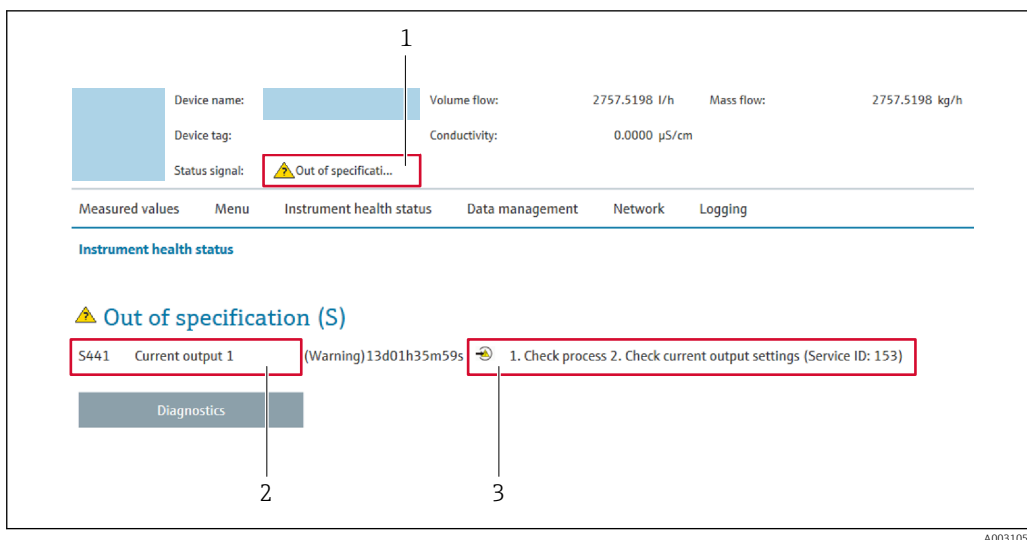 1
Device name: Volume flow: 2757.5198 l/h Mass flow: 2757.5198 kg/h
Device tag: Conductivity: 0.0000 µS/cm
Status signal: Out of specificati...
Measured values Menu Instrument health status Data management Network Logging
Instrument health status
Out of specification (S)
S441 Current output 1 (Warning)13d01h35m59s 1. Check process 2. Check current output settings (Service ID: 153)
Diagnostics
2 3